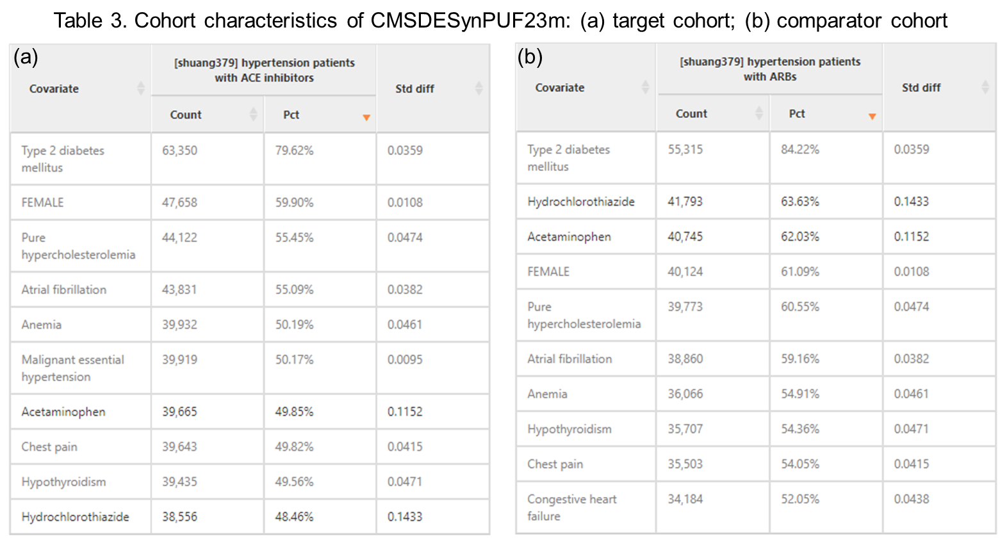 Table 3. Cohort characteristics of CMSDESynPUF23m: (a) target cohort; (b) comparator cohort
(a)
Covariate
[shuang379] hypertension patients
with ACE inhibitors
Std diff
Count
Pct
Type 2 diabetes
mellitus
63,350
79.62%
0.0359
FEMALE
47,658
59.90%
0.0108
Pure
hypercholesterolemia
44,122
55.45%
0.0474
Atrial fibrillation
43,831
55.09%
0.0382
Anemia
39,932
50.19%
0.0461
Malignant essential
hypertension
39,919
50.17%
0.0095
Acetaminophen
39,665
49.85%
0.1152
Chest pain
39,643
49.82%
0.0415
Hypothyroidism
39,435
49.56%
0.0471
Hydrochlorothiazide
38,556
48.46%
0.1433
(b)
Covariate
[shuang379] hypertension patients
with ARBs
Std diff
Count
Pct
Type 2 diabetes
mellitus
55,315
84.22%
0.0359
Hydrochlorothiazide
41,793
63.63%
0.1433
Acetaminophen
40,745
62.03%
0.1152
FEMALE
40,124
61.09%
0.0108
Pure
hypercholesterolemia
39,773
60.55%
0.0474
Atrial fibrillation
38,860
59.16%
0.0382
Anemia
36,066
54.91%
0.0461
Hypothyroidism
35,707
54.36%
0.0471
Chest pain
35,503
54.05%
0.0415
Congestive heart
failure
34,184
52.05%
0.0438